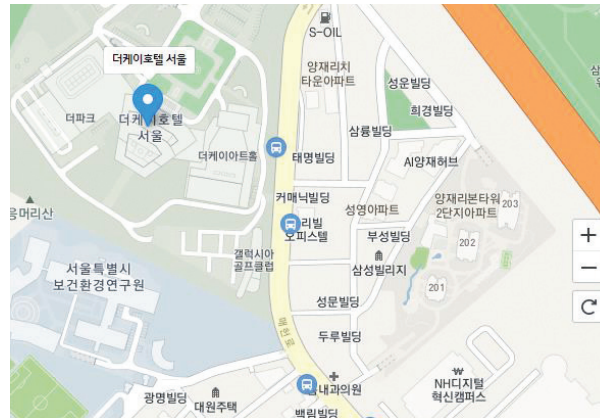 S-OIL
양재리치
타운아파트
성운빌딩
희경빌딩
더케이호텔 서울
더파크
더케이호텔
서울
삼륭빌딩
태명빌딩
더케이아트홀
AI양재허브
커매닉빌딩
성영아파트
양재리본타워
2단지아파트
203
리빌
오피스텔
부성빌딩
202
갤럭시아
골프클럽
삼성빌리지
서울특별시
보건환경연구원
201
성문빌딩
매헌로
두루빌딩
내과의원
NH디지털
혁신캠퍼스
광명빌딩
대원주택
백림빌딩